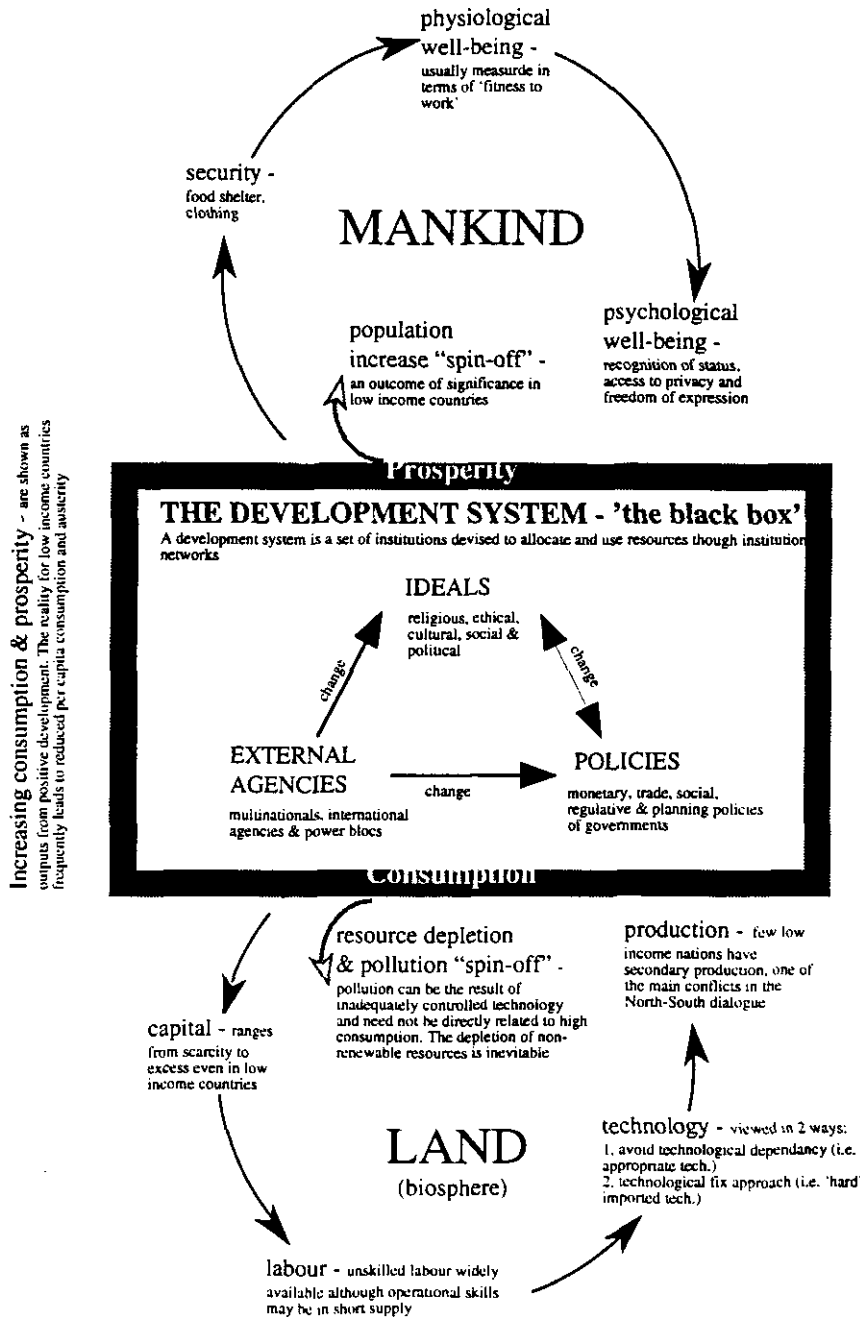 physiological
well-being -
usually measurde in
terms of 'fitness to
work'
security -
food shelter,
clothing
MANKIND
psychological
well-being -
recognition of status,
access to privacy and
freedom of expression
population
increase "spin-off" -
an outcome of significance in
low income countries
Increasing consumption & prosperity - are shown as
outputs from positive development. The reality for low income countries
frequently leads to reduced per capita consumption and austerity
Prosperity
THE DEVELOPMENT SYSTEM - 'the black box'
A development system is a set of institutions devised to allocate and use resources though institution
networks
IDEALS
religious, ethical,
cultural, social &
political
change
change
EXTERNAL
AGENCIES
multinationals, international
agencies & power blocs
change
POLICIES
monetary, trade, social,
regulative & planning policies
of governments
Consumption
resource depletion
& pollution "spin-off" -
pollution can be the result of
inadequately controlled technology
and need not be directly related to high
consumption. The depletion of non-
renewable resources is inevitable
production - few low
income nations have
secondary production, one of
the main conflicts in the
North-South dialogue
capital - ranges
from scarcity to
excess even in low
income countries
LAND
(biosphere)
technology - viewed in 2 ways:
1. avoid technological dependancy (i.e.
appropriate tech.)
2. technological fix approach (i.e. 'hard'
imported tech.)
labour - unskilled labour widely
available although operational skills
may be in short supply